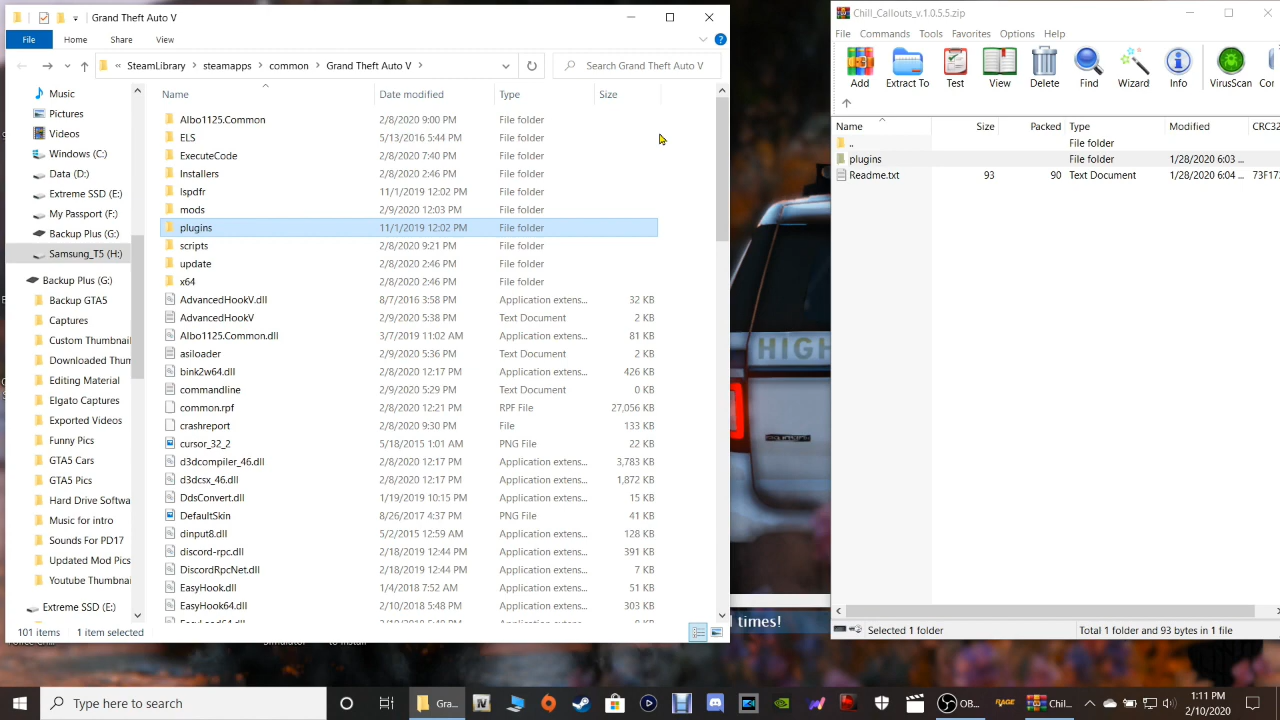 Grand Theft Auto V
File Home Share View
SteamLibrary steamapps common Grand Theft Auto V Search Grand Theft Auto V
Name Date modified Type Size
Music
Pictures
Videos
Windows (C:)
Data (D:)
Extreme SSD (E:)
My Passport (F:)
Backup Plus (G:)
Samsung_T5 (H:)
Backup Plus (G:)
Backup GTA5
Captures
Custom
Downloaded Thum
Editing Material
Elgato Captures
Exported Videos
Funny Pics
GTA5 Cars
GTA5 Pics
Hard Drive Softwa
Music for intro
Sounds For PD17
Updated Mod Pics
Youtube Thumbna
Extreme SSD (E:)
Albo1125.Common 2/8/2020 9:00 PM File folder
ELS 5/13/2016 5:44 PM File folder
ExecuteCode 2/8/2020 7:40 PM File folder
Installers 2/8/2020 2:46 PM File folder
lspdfr 11/1/2019 12:02 PM File folder
mods 2/9/2020 12:03 PM File folder
plugins 11/1/2019 12:02 PM File folder
scripts 2/8/2020 9:21 PM File folder
update 2/8/2020 2:46 PM File folder
x64 2/8/2020 2:46 PM File folder
AdvancedHookV.dll 8/7/2016 3:58 PM Application extens... 32 KB
AdvancedHookV 2/9/2020 5:38 PM Text Document 2 KB
Albo1125.Common.dll 3/7/2019 11:02 AM Application extens... 81 KB
asiloader 2/9/2020 5:36 PM Text Document 2 KB
bink2w64.dll 2/8/2020 12:17 PM Application extens... 426 KB
commandline 2/9/2020 5:29 PM Text Document 0 KB
common.rpf 2/8/2020 12:21 PM RPF File 27,056 KB
crashreport 2/8/2020 9:30 PM File 133 KB
cursor_32_2 5/18/2015 1:01 AM PNG File 22 KB
d3dcompiler_46.dll 2/8/2020 12:17 PM Application extens... 3,783 KB
d3dcsx_46.dll 2/8/2020 12:17 PM Application extens... 1,872 KB
DdsConvert.dll 1/19/2019 10:15 PM Application extens... 15 KB
DefaultSkin 8/26/2017 4:37 PM PNG File 41 KB
dinput8.dll 5/2/2015 12:59 AM Application extens... 128 KB
discord-rpc.dll 2/18/2019 12:44 PM Application extens... 391 KB
DiscordRpcNet.dll 2/18/2019 12:44 PM Application extens... 7 KB
EasyHook.dll 1/4/2018 7:52 AM Application extens... 51 KB
EasyHook64.dll 2/10/2018 5:48 PM Application extens... 303 KB
101 items 1 item selected
Chill_Callouts_v.1.0.5.5.zip
File Commands Tools Favorites Options Help
Add Extract To Test View Delete Find Wizard Info VirusScan
Name Size Packed Type Modified CRC
.. File folder
plugins File folder 1/28/2020 6:03 ...
Readme.txt 93 90 Text Document 1/28/2020 6:04 ...
Selected 1 folder Total 1 folder and bytes in 1 file
HIGH
times!
to install
Type here to search Gra... OB... RAGE Chil... 1:11 PM
2/10/2020